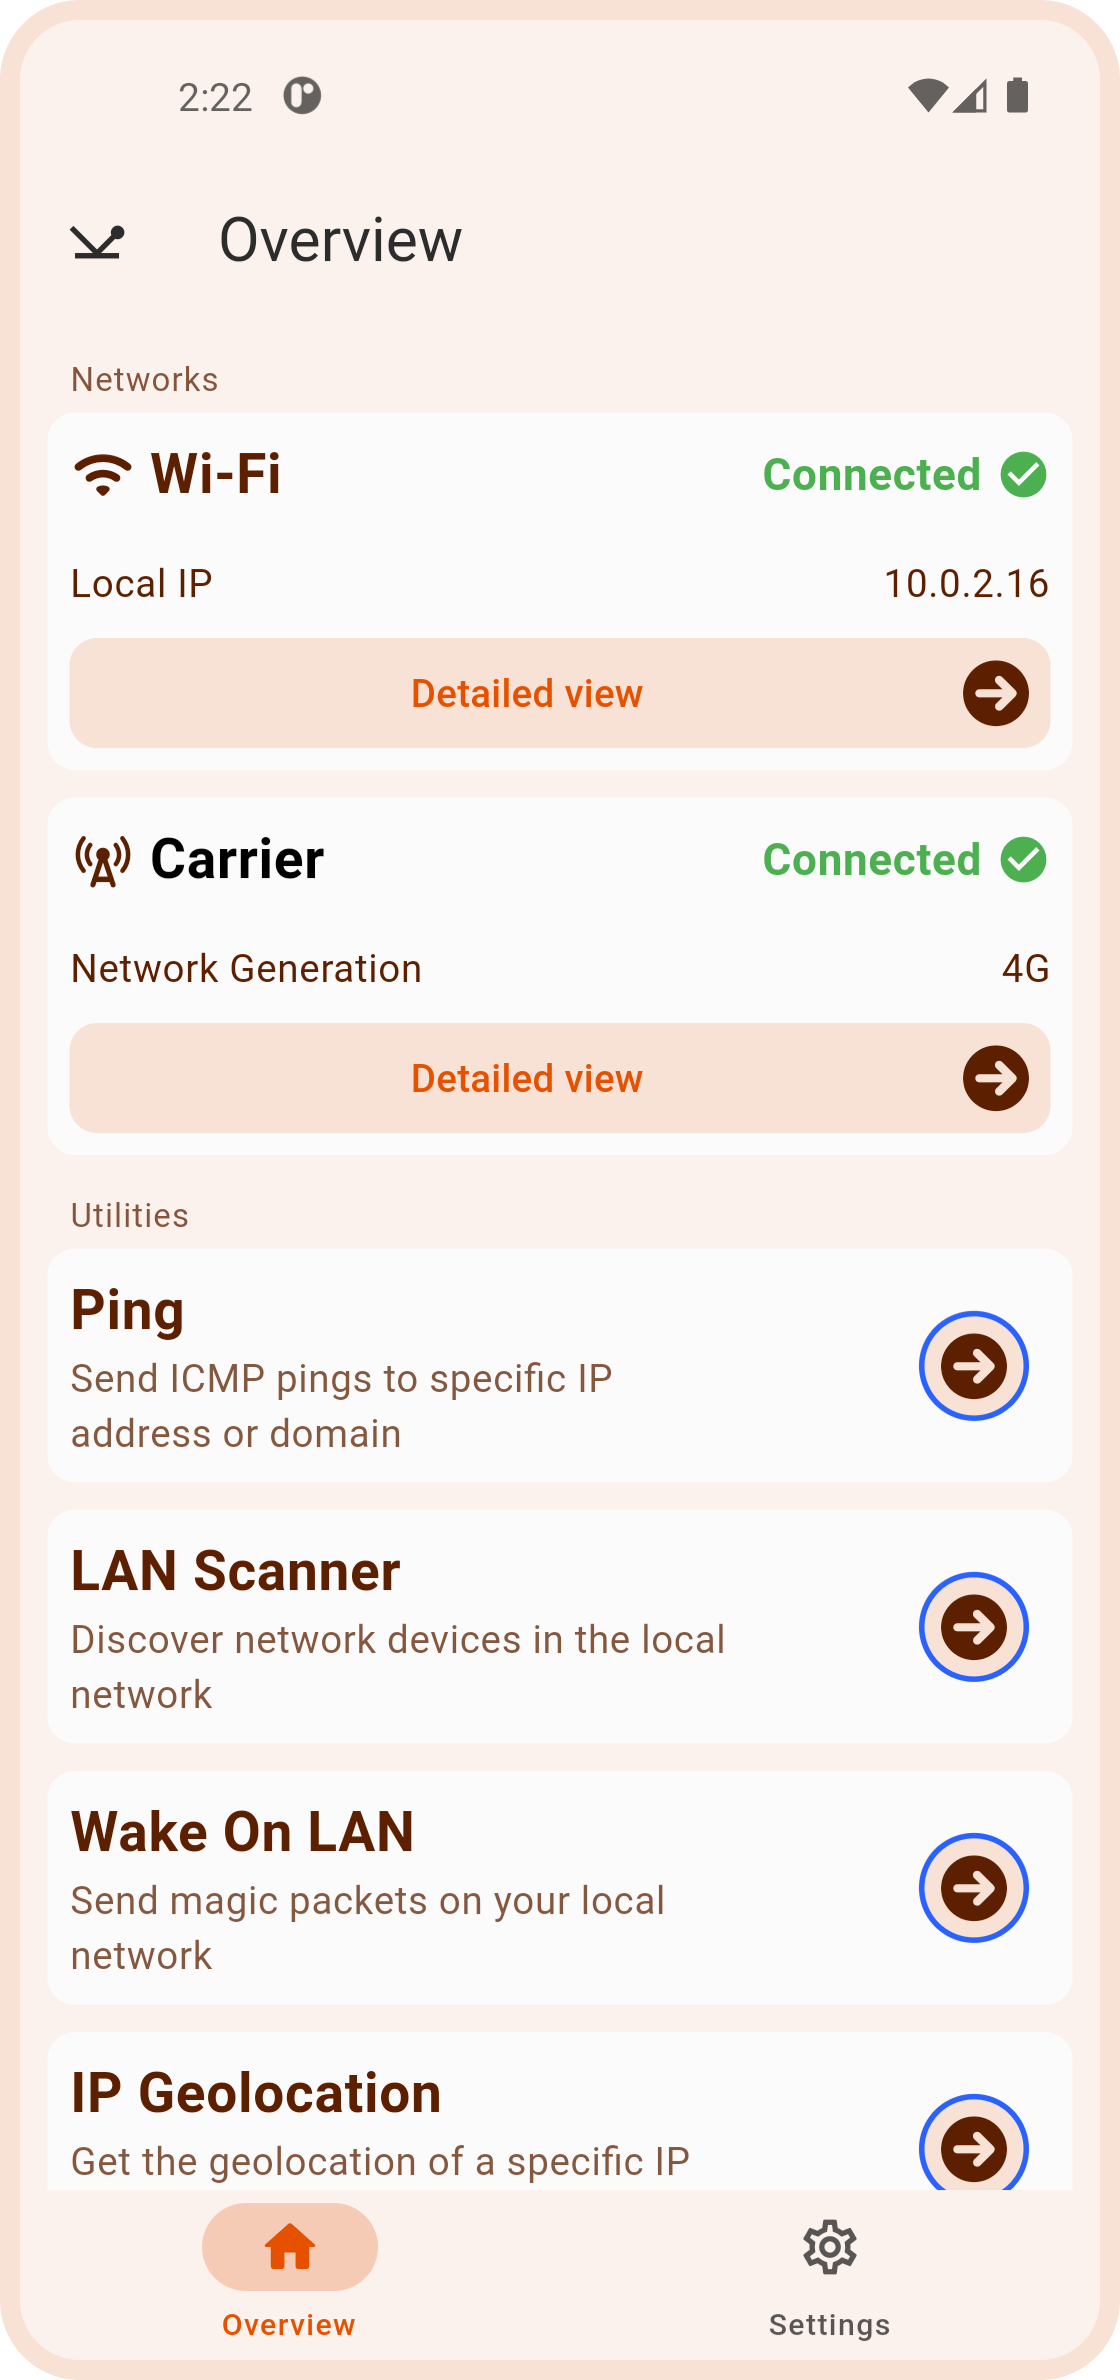 2:22
Overview
Networks
Wi-Fi
Connected
Local IP
10.0.2.16
Detailed view
Carrier
Connected
Network Generation
4G
Detailed view
Utilities
Ping
Send ICMP pings to specific IP
address or domain
LAN Scanner
Discover network devices in the local
network
Wake On LAN
Send magic packets on your local
network
IP Geolocation
Get the geolocation of a specific IP
Overview
Settings